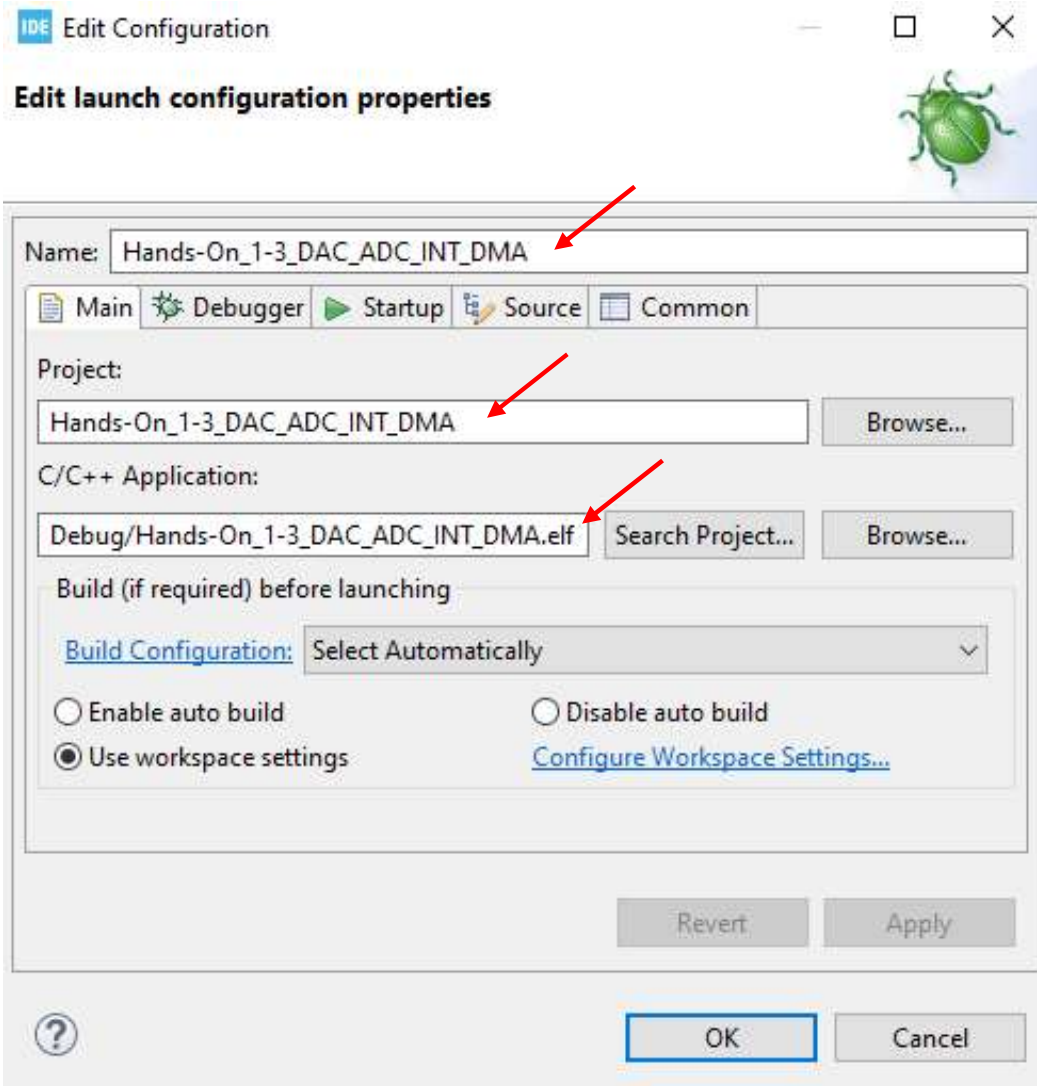 IDE Edit Configuration
Edit launch configuration properties
Name: Hands-On_1-3_DAC_ADC_INT_DMA
Main Debugger Startup Source Common
Project:
Hands-On_1-3_DAC_ADC_INT_DMA Browse...
C/C++ Application:
Debug/Hands-On_1-3_DAC_ADC_INT_DMA.elf Search Project... Browse...
Build (if required) before launching
Build Configuration: Select Automatically
Enable auto build Disable auto build
Use workspace settings Configure Workspace Settings...
Revert Apply
? OK Cancel